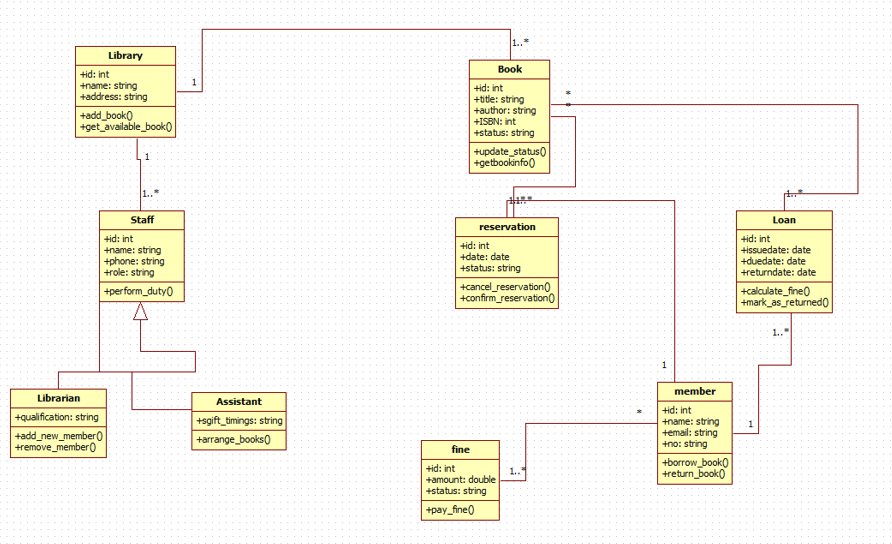 Library
+id: int
+name: string
+address: string
+add_book()
+get_available_book()
1
1..*
Book
+id: int
+title: string
+author: string
+ISBN: int
+status: string
+update_status()
+getbookinfo()
*
*
1
1..*
Staff
+id: int
+name: string
+phone: string
+role: string
+perform_duty()
reservation
+id: int
+date: date
+status: string
+cancel_reservation()
+confirm_reservation()
1..*
Loan
+id: int
+issuedate: date
+duedate: date
+returndate: date
+calculate_fine()
+mark_as_returned()
1..*
Librarian
+qualification: string
+add_new_member()
+remove_member()
Assistant
+sgift_timings: string
+arrange_books()
1
member
+id: int
+name: string
+email: string
+no: string
+borrow_book()
+return_book()
1
*
1..*
fine
+id: int
+amount: double
+status: string
+pay_fine()